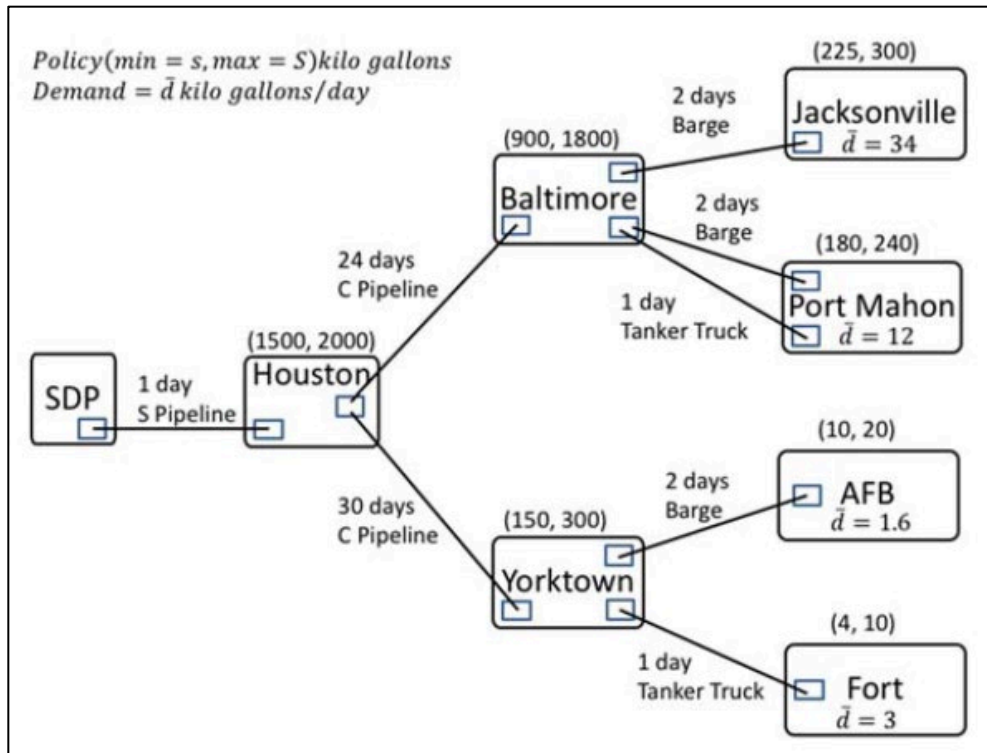 Policy(min = s, max = S)kilo gallons
Demand = d̄ kilo gallons/day
(225, 300)
Jacksonville
d̄ = 34
2 days
Barge
(900, 1800)
Baltimore
2 days
Barge
(180, 240)
Port Mahon
d̄ = 12
1 day
Tanker Truck
24 days
C Pipeline
(1500, 2000)
Houston
SDP
1 day
S Pipeline
30 days
C Pipeline
(10, 20)
AFB
d̄ = 1.6
2 days
Barge
(150, 300)
Yorktown
(4, 10)
Fort
d̄ = 3
1 day
Tanker Truck